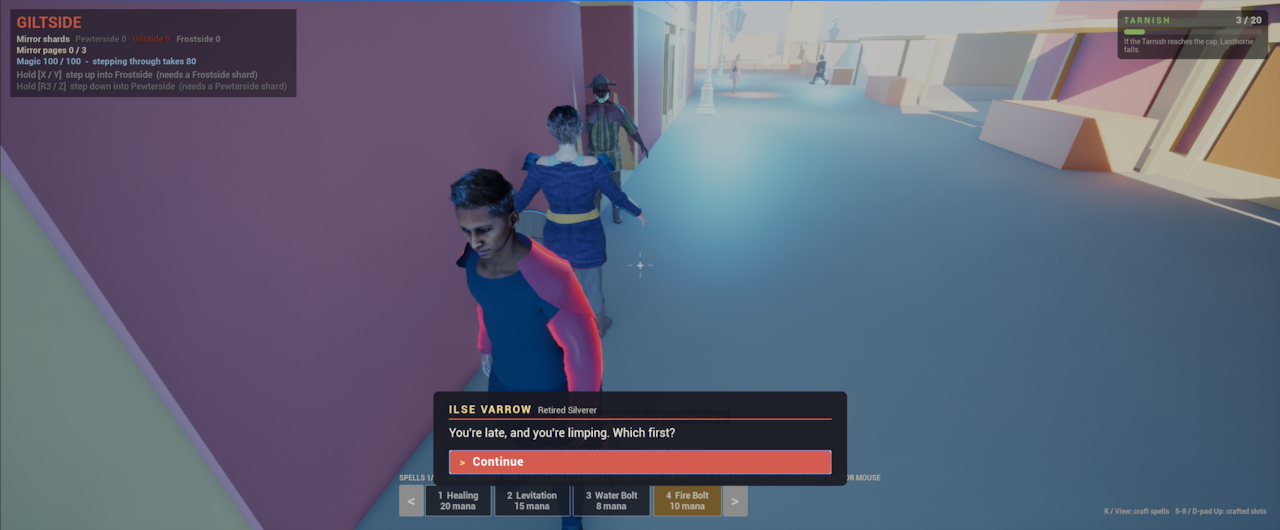 GILTSIDE
Mirror shards Pewterside 0 Giltside 0 Frostside 0
Mirror pages 0 / 3
Magic 100 / 100 - stepping through takes 80
Hold [X / Y] step up into Frostside (needs a Frostside shard)
Hold [R3 / Z] step down into Pewterside (needs a Pewterside shard)
TARNISH 3 / 20
If the Tarnish reaches the cap, Lanthorne
falls.
ILSE VARROW Retired Silverer
You're late, and you're limping. Which first?
> Continue
SPELLS 1/ OR MOUSE
<
1 Healing
20 mana
2 Levitation
15 mana
3 Water Bolt
8 mana
4 Fire Bolt
10 mana
>
K / View: craft spells 5-8 / D-pad Up: crafted slots